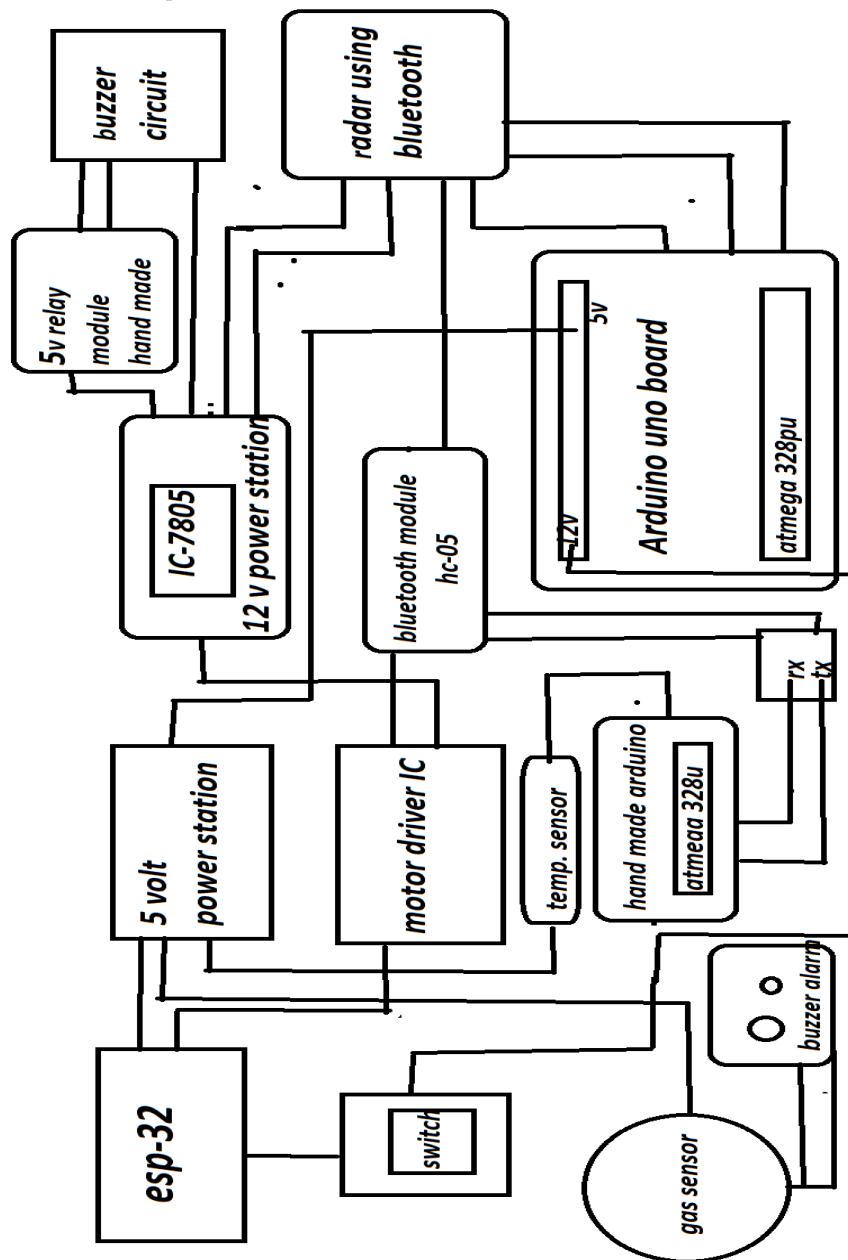 buzzer
circuit
radar using
bluetooth
5v relay
module
hand made
IC-7805
12 v power station
5v
12v
Arduino uno board
atmega 328pu
bluetooth module
hc-05
rx
tx
5 volt
power station
motor driver IC
temp. sensor
hand made arduino
atmeaa 328u
buzzer alarm
esp-32
switch
gas sensor